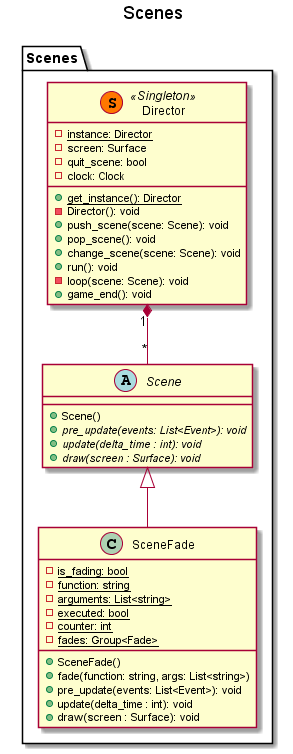 Scenes
Scenes
S
«Singleton»
Director
instance: Director
screen: Surface
quit_scene: bool
clock: Clock
get_instance(): Director
Director(): void
push_scene(scene: Scene): void
pop_scene(): void
change_scene(scene: Scene): void
run(): void
loop(scene: Scene): void
game_end(): void
1
*
A Scene
Scene()
pre_update(events: List<Event>): void
update(delta_time : int): void
draw(screen : Surface): void
C SceneFade
is_fading: bool
function: string
arguments: List<string>
executed: bool
counter: int
fades: Group<Fade>
SceneFade()
fade(function: string, args: List<string>)
pre_update(events: List<Event>): void
update(delta_time : int): void
draw(screen : Surface): void